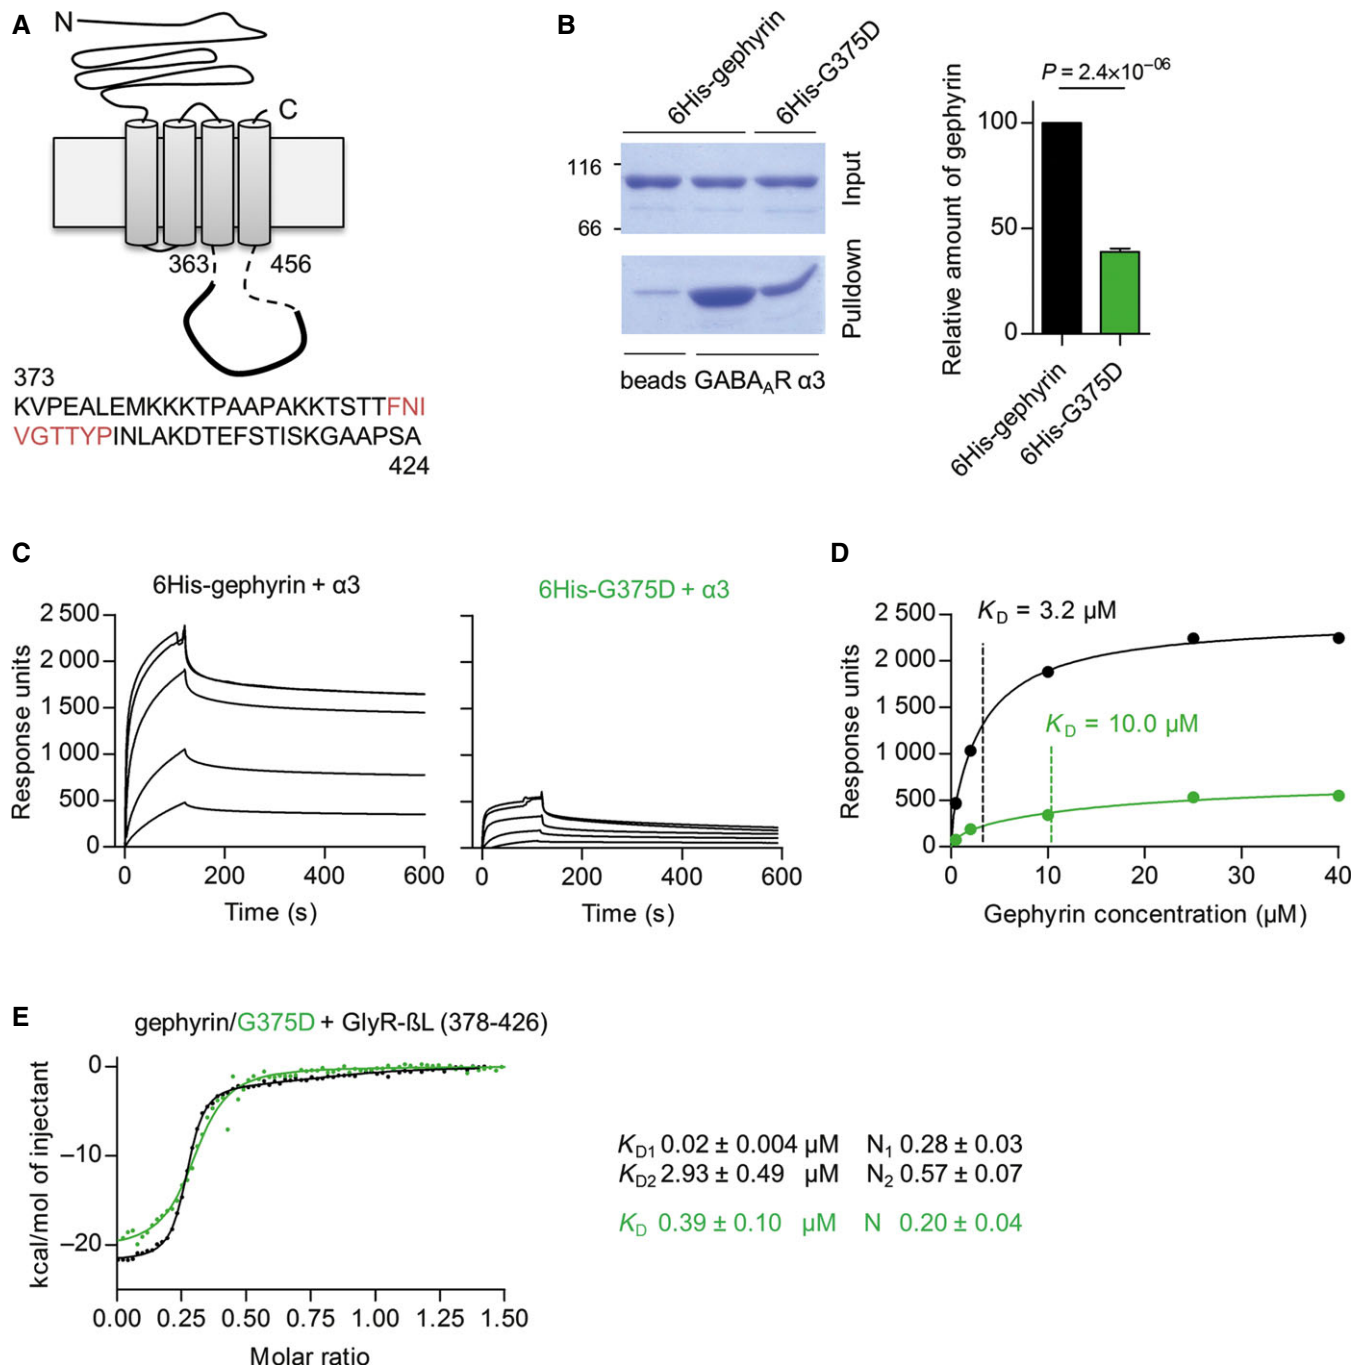 A
N
C
363
456
373
KVPEALEMKKKTPAAPAKKTSTTFNI
VGTTYPINLAKDTEFSTISKGAAPSA
424
B
6His-gephyrin
6His-G375D
116
66
Input
Pulldown
beads
GABAAR α3
P = 2.4×10−06
Relative amount of gephyrin
100
50
0
6His-gephyrin
6His-G375D
C
6His-gephyrin + α3
Response units
2 500
2 000
1 500
1 000
500
0
0 200 400 600
Time (s)
6His-G375D + α3
0 200 400 600
Time (s)
D
Response units
2 500
2 000
1 500
1 000
500
0
KD = 3.2 µM
KD = 10.0 µM
0 10 20 30 40
Gephyrin concentration (µM)
E
gephyrin/G375D + GlyR-ßL (378-426)
kcal/mol of injectant
0
−10
−20
0.00 0.25 0.50 0.75 1.00 1.25 1.50
Molar ratio
KD1 0.02 ± 0.004 µM N1 0.28 ± 0.03
KD2 2.93 ± 0.49 µM N2 0.57 ± 0.07
KD 0.39 ± 0.10 µM N 0.20 ± 0.04